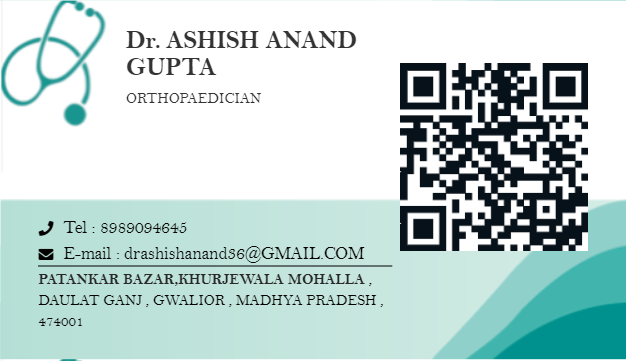 Dr. ASHISH ANAND
GUPTA
ORTHOPAEDICIAN
Tel : 8989094645
E-mail : drashishanand36@GMAIL.COM
PATANKAR BAZAR,KHURJEWALA MOHALLA ,
DAULAT GANJ , GWALIOR , MADHYA PRADESH ,
474001